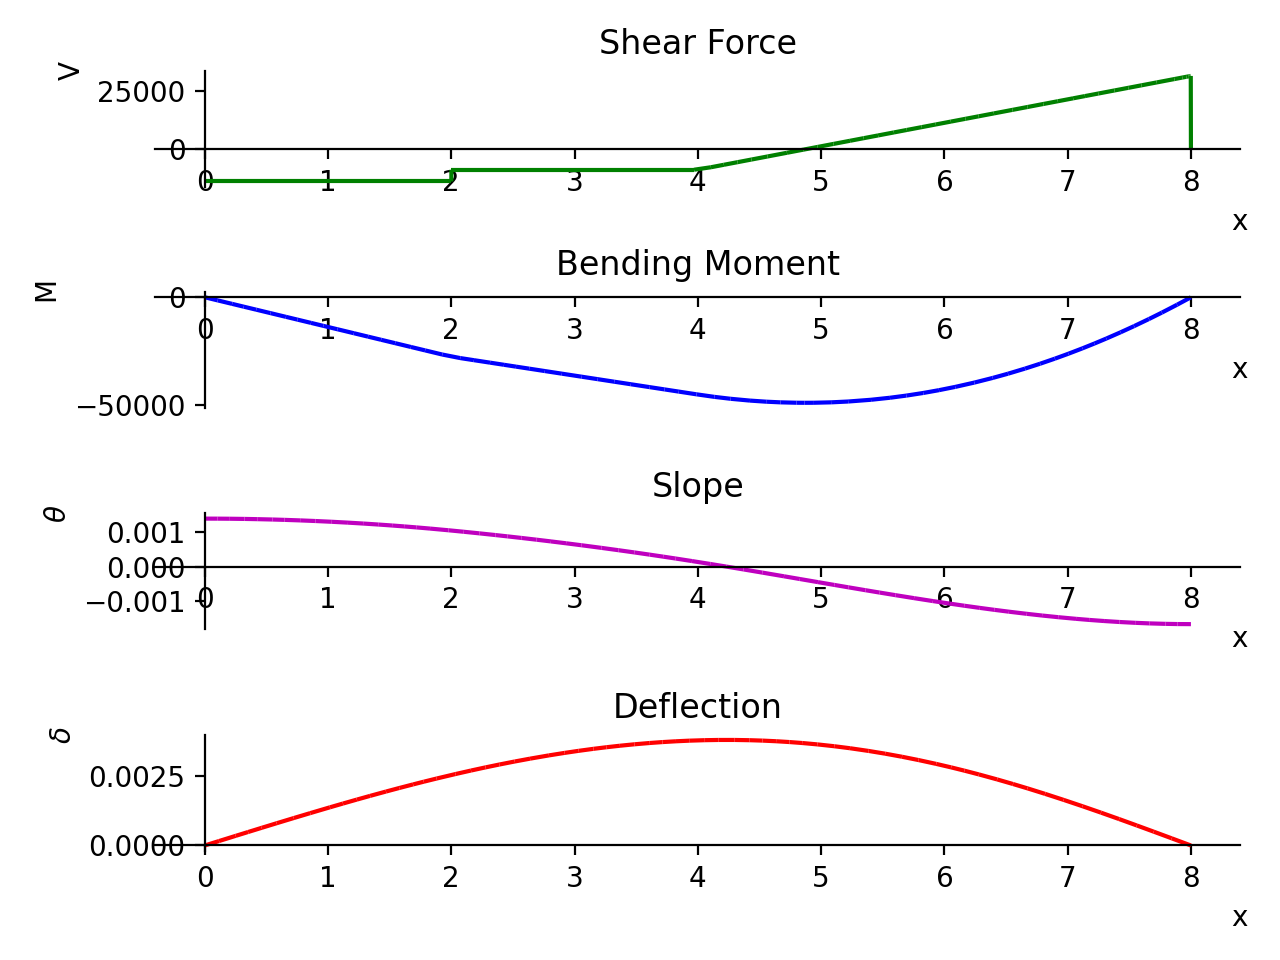 Shear Force
V
25000
0
0 1 2 3 4 5 6 7 8
x
Bending Moment
M
0
0 1 2 3 4 5 6 7 8
x
−50000
Slope
θ
0.001
0.000
−0.001
0 1 2 3 4 5 6 7 8
x
Deflection
δ
0.0025
0.0000
0 1 2 3 4 5 6 7 8
x